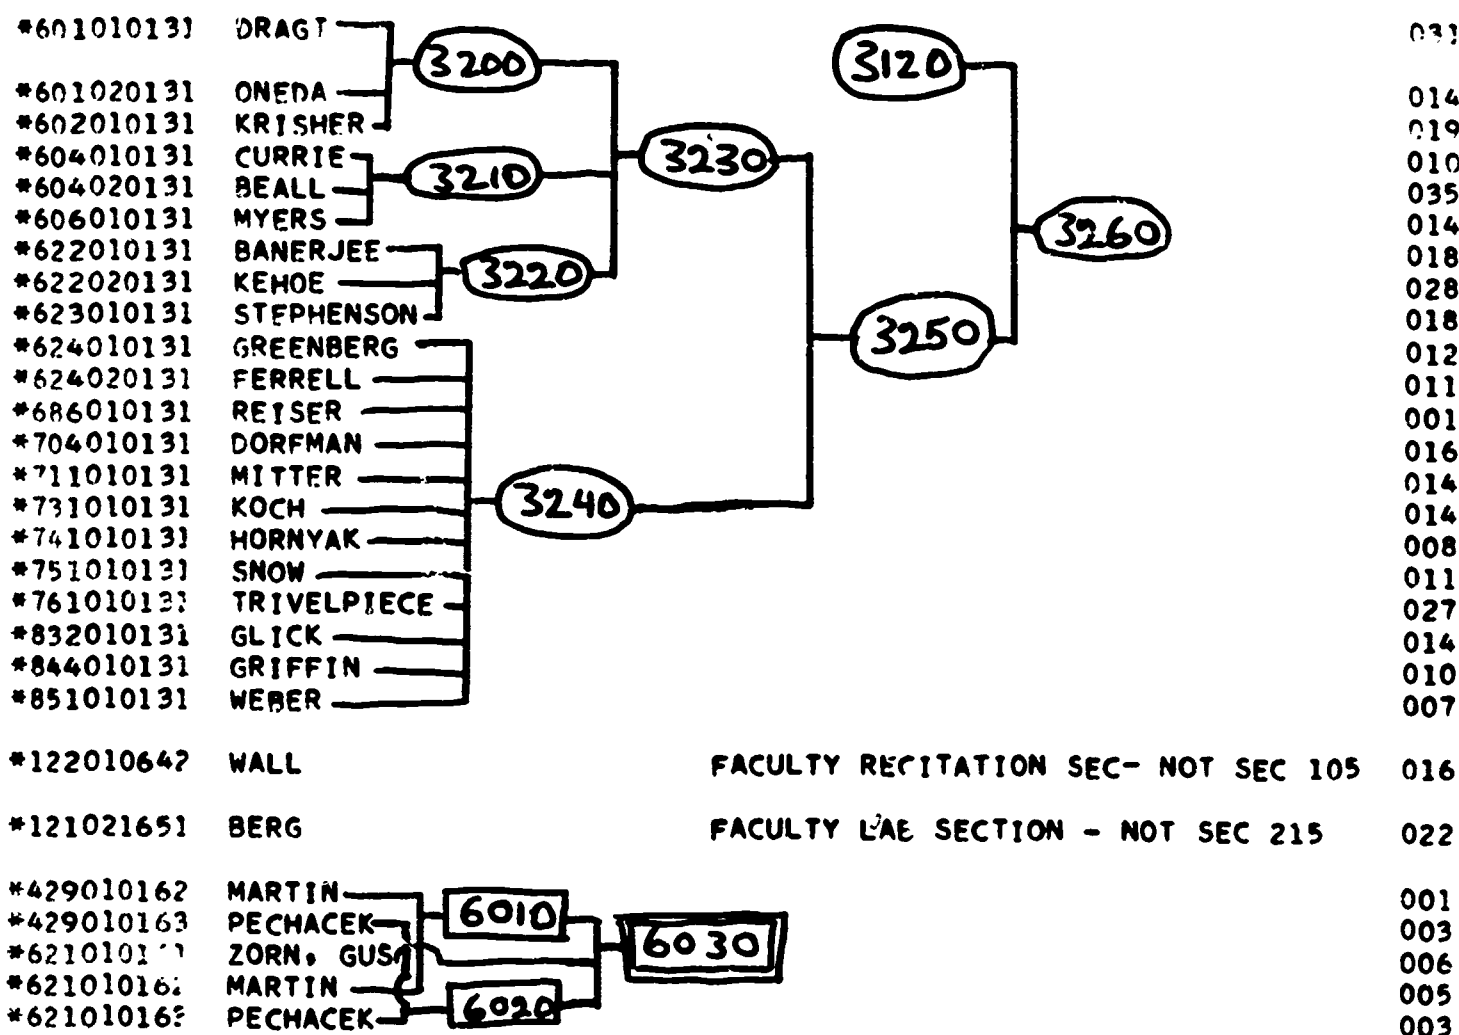 *601010131 DRAGT 031
3200 3120
*601020131 ONEDA 014
*602010131 KRISHER 019
*604010131 CURRIE 3230 010
*604020131 BEALL 3210 035
*606010131 MYERS 014
*622010131 BANERJEE 3260 018
*622020131 KEHOE 3220 028
*623010131 STEPHENSON 018
*624010131 GREENBERG 3250 012
*624020131 FERRELL 011
*686010131 REISER 001
*704010131 DORFMAN 016
*711010131 MITTER 014
*731010131 KOCH 3240 014
*741010131 HORNYAK 008
*751010131 SNOW 011
TRIVELPIECE 027
*832010131 GLICK 014
*844010131 GRIFFIN 010
*851010131 WEBER 007
*122010642 WALL FACULTY RECITATION SEC- NOT SEC 105 016
*121021651 BERG FACULTY LAB SECTION - NOT SEC 215 022
*429010162 MARTIN 6010 001
*429010163 PECHACEK 6030 003
ZORN, GUS 006
MARTIN 005
PECHACEK 6020 003